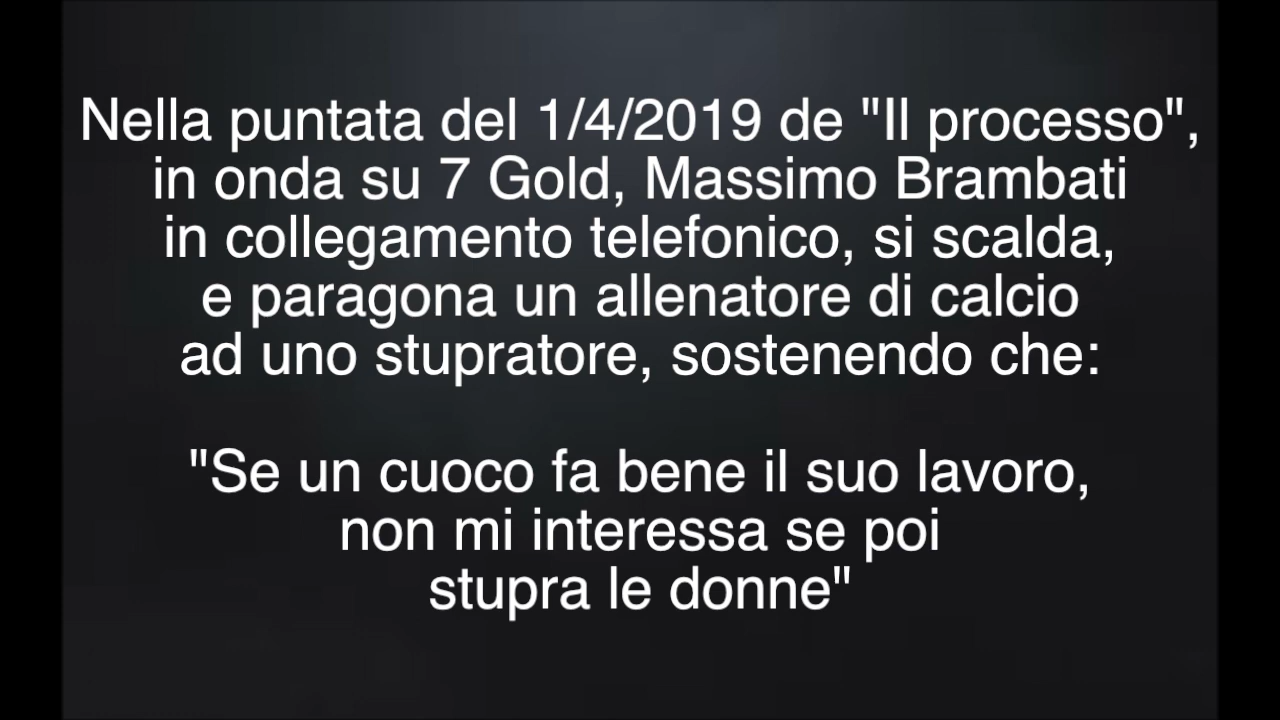 Nella puntata del 1/4/2019 de "Il processo",
in onda su 7 Gold, Massimo Brambati
in collegamento telefonico, si scalda,
e paragona un allenatore di calcio
ad uno stupratore, sostenendo che:
"Se un cuoco fa bene il suo lavoro,
non mi interessa se poi
stupra le donne"